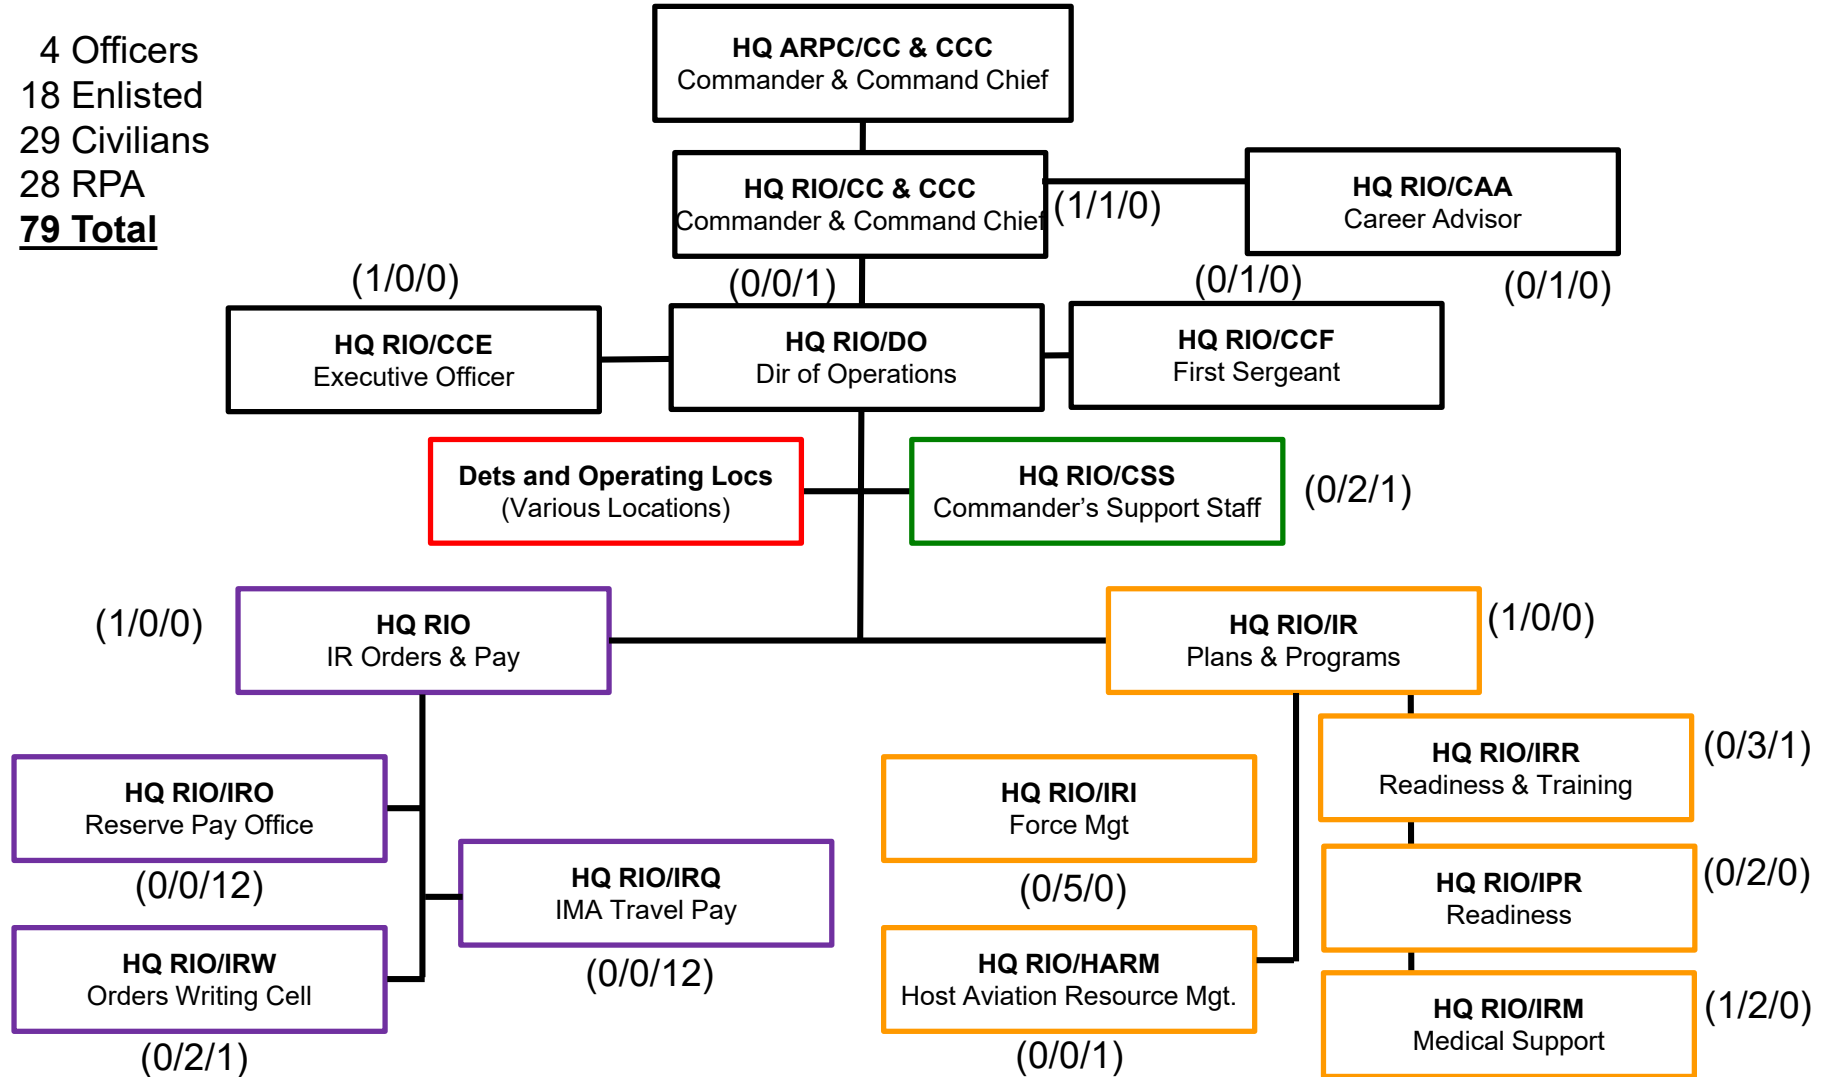 4 Officers
18 Enlisted
29 Civilians
28 RPA
79 Total
HQ ARPC/CC & CCC
Commander & Command Chief
HQ RIO/CC & CCC
Commander & Command Chief
(1/1/0)
HQ RIO/CAA
Career Advisor
(0/1/0)
(1/0/0)
HQ RIO/CCE
Executive Officer
(0/0/1)
HQ RIO/DO
Dir of Operations
(0/1/0)
HQ RIO/CCF
First Sergeant
Dets and Operating Locs
(Various Locations)
HQ RIO/CSS
Commander’s Support Staff
(0/2/1)
(1/0/0)
HQ RIO
IR Orders & Pay
HQ RIO/IR
Plans & Programs
(1/0/0)
HQ RIO/IRO
Reserve Pay Office
(0/0/12)
HQ RIO/IRQ
IMA Travel Pay
(0/0/12)
HQ RIO/IRW
Orders Writing Cell
(0/2/1)
HQ RIO/IRI
Force Mgt
(0/5/0)
HQ RIO/HARM
Host Aviation Resource Mgt.
(0/0/1)
HQ RIO/IRR
Readiness & Training
(0/3/1)
HQ RIO/IPR
Readiness
(0/2/0)
HQ RIO/IRM
Medical Support
(1/2/0)